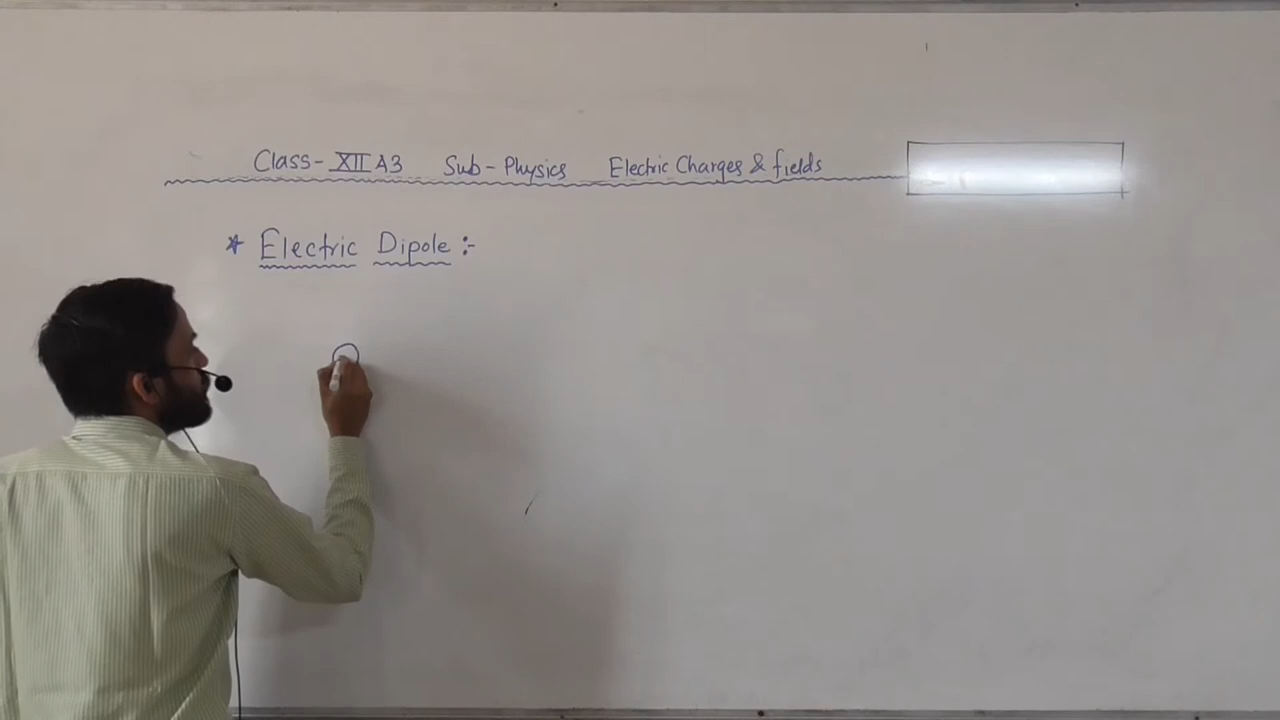 Class - XII A3 Sub - Physics Electric Charges & fields
* Electric Dipole :-